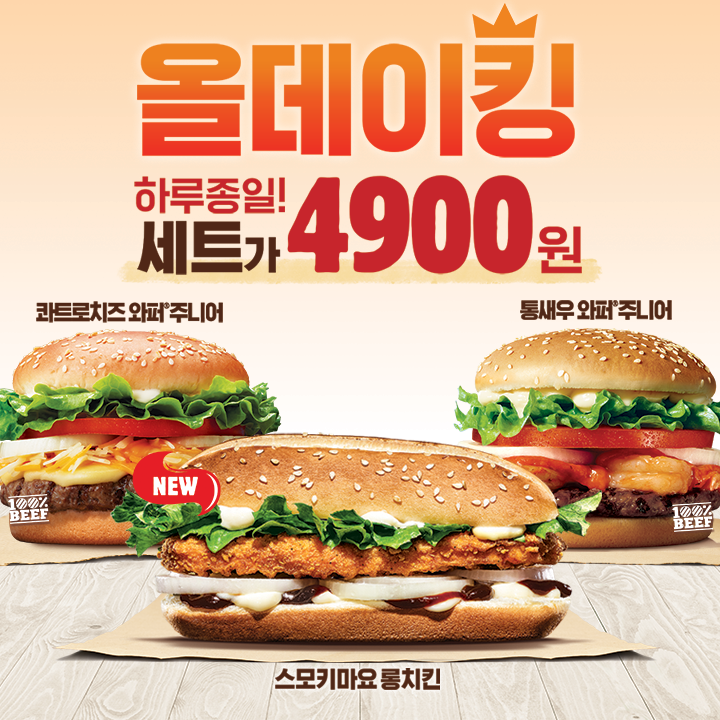 올데이킹
하루종일!
세트가 4900원
콰트로치즈 와퍼®주니어
통새우 와퍼®주니어
NEW
100%
BEEF
100%
BEEF
스모키마요 롱치킨